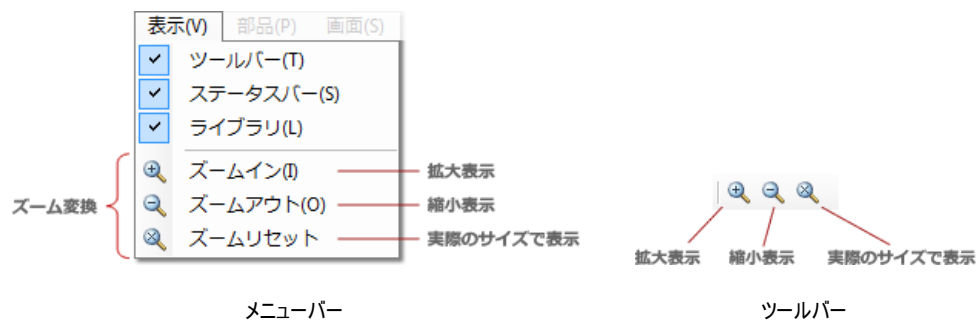 表示(V) 部品(P) 画面(S)
ツールバー(T)
ステータスバー(S)
ライブラリ(L)
ズーム変換
ズームイン(I) 拡大表示
ズームアウト(O) 縮小表示
ズームリセット 実際のサイズで表示
拡大表示 縮小表示 実際のサイズで表示
メニューバー ツールバー